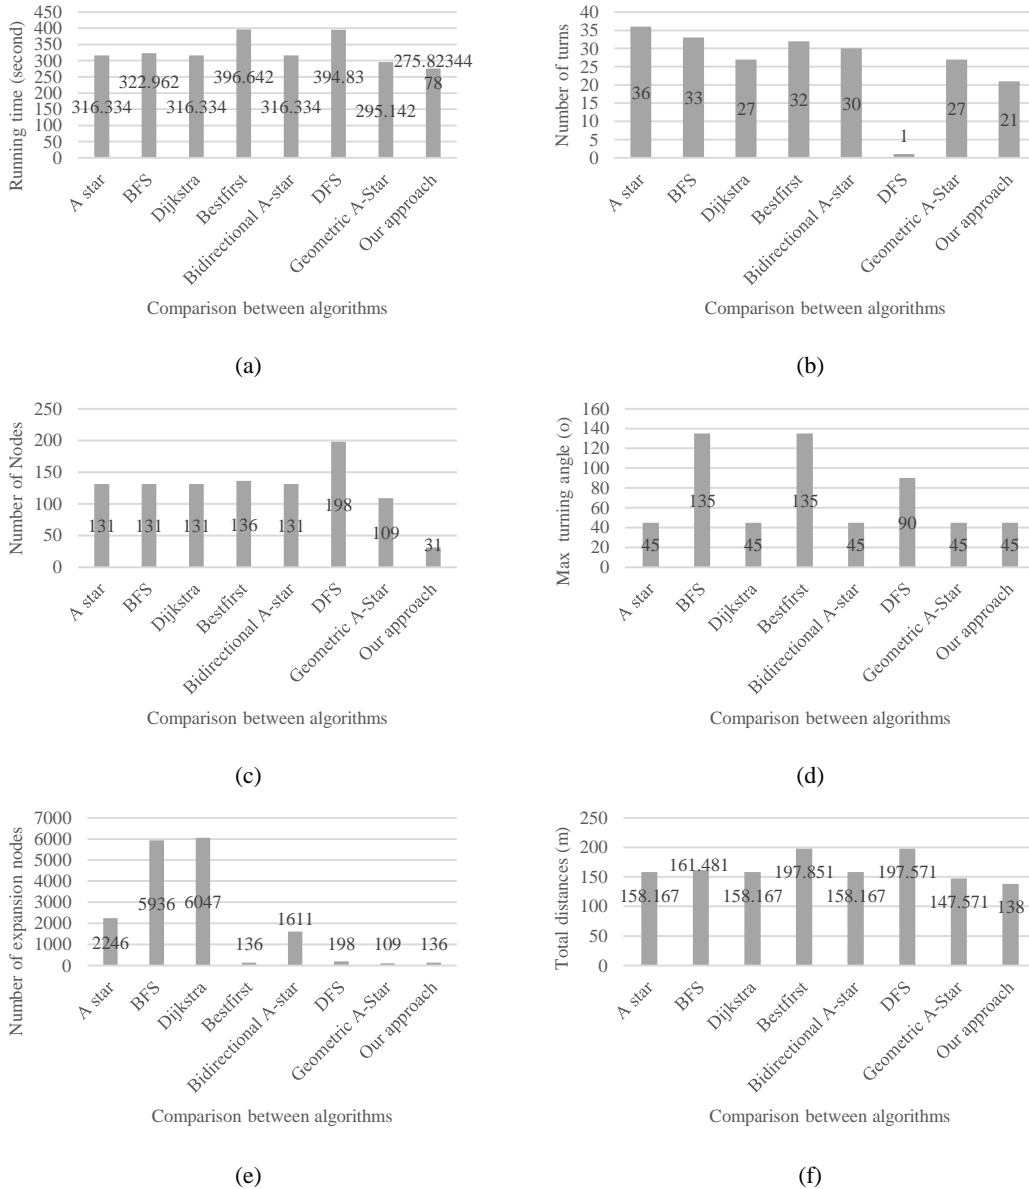 450
400
350
300
250
200
150
100
50
0
Running time (second)
316.334
322.962
316.334
396.642
316.334
394.83
295.142
275.82344
78
A star
BFS
Dijkstra
Bestfirst
Bidirectional A-star
DFS
Geometric A-Star
Our approach
Comparison between algorithms
(a)
40
35
30
25
20
15
10
5
0
Number of turns
36
33
27
32
30
1
27
21
A star
BFS
Dijkstra
Bestfirst
Bidirectional A-star
DFS
Geometric A-Star
Our approach
Comparison between algorithms
(b)
250
200
150
100
50
0
Number of Nodes
131
131
131
136
131
198
109
31
A star
BFS
Dijkstra
Bestfirst
Bidirectional A-star
DFS
Geometric A-Star
Our approach
Comparison between algorithms
(c)
160
140
120
100
80
60
40
20
0
Max turning angle (o)
45
135
45
135
45
90
45
45
A star
BFS
Dijkstra
Bestfirst
Bidirectional A-star
DFS
Geometric A-Star
Our approach
Comparison between algorithms
(d)
7000
6000
5000
4000
3000
2000
1000
0
Number of expansion nodes
2246
5936
6047
136
1611
198
109
136
A star
BFS
Dijkstra
Bestfirst
Bidirectional A-star
DFS
Geometric A-Star
Our approach
Comparison between algorithms
(e)
250
200
150
100
50
0
Total distances (m)
158.167
161.481
158.167
197.851
158.167
197.571
147.571
138
A star
BFS
Dijkstra
Bestfirst
Bidirectional A-star
DFS
Geometric A-Star
Our approach
Comparison between algorithms
(f)